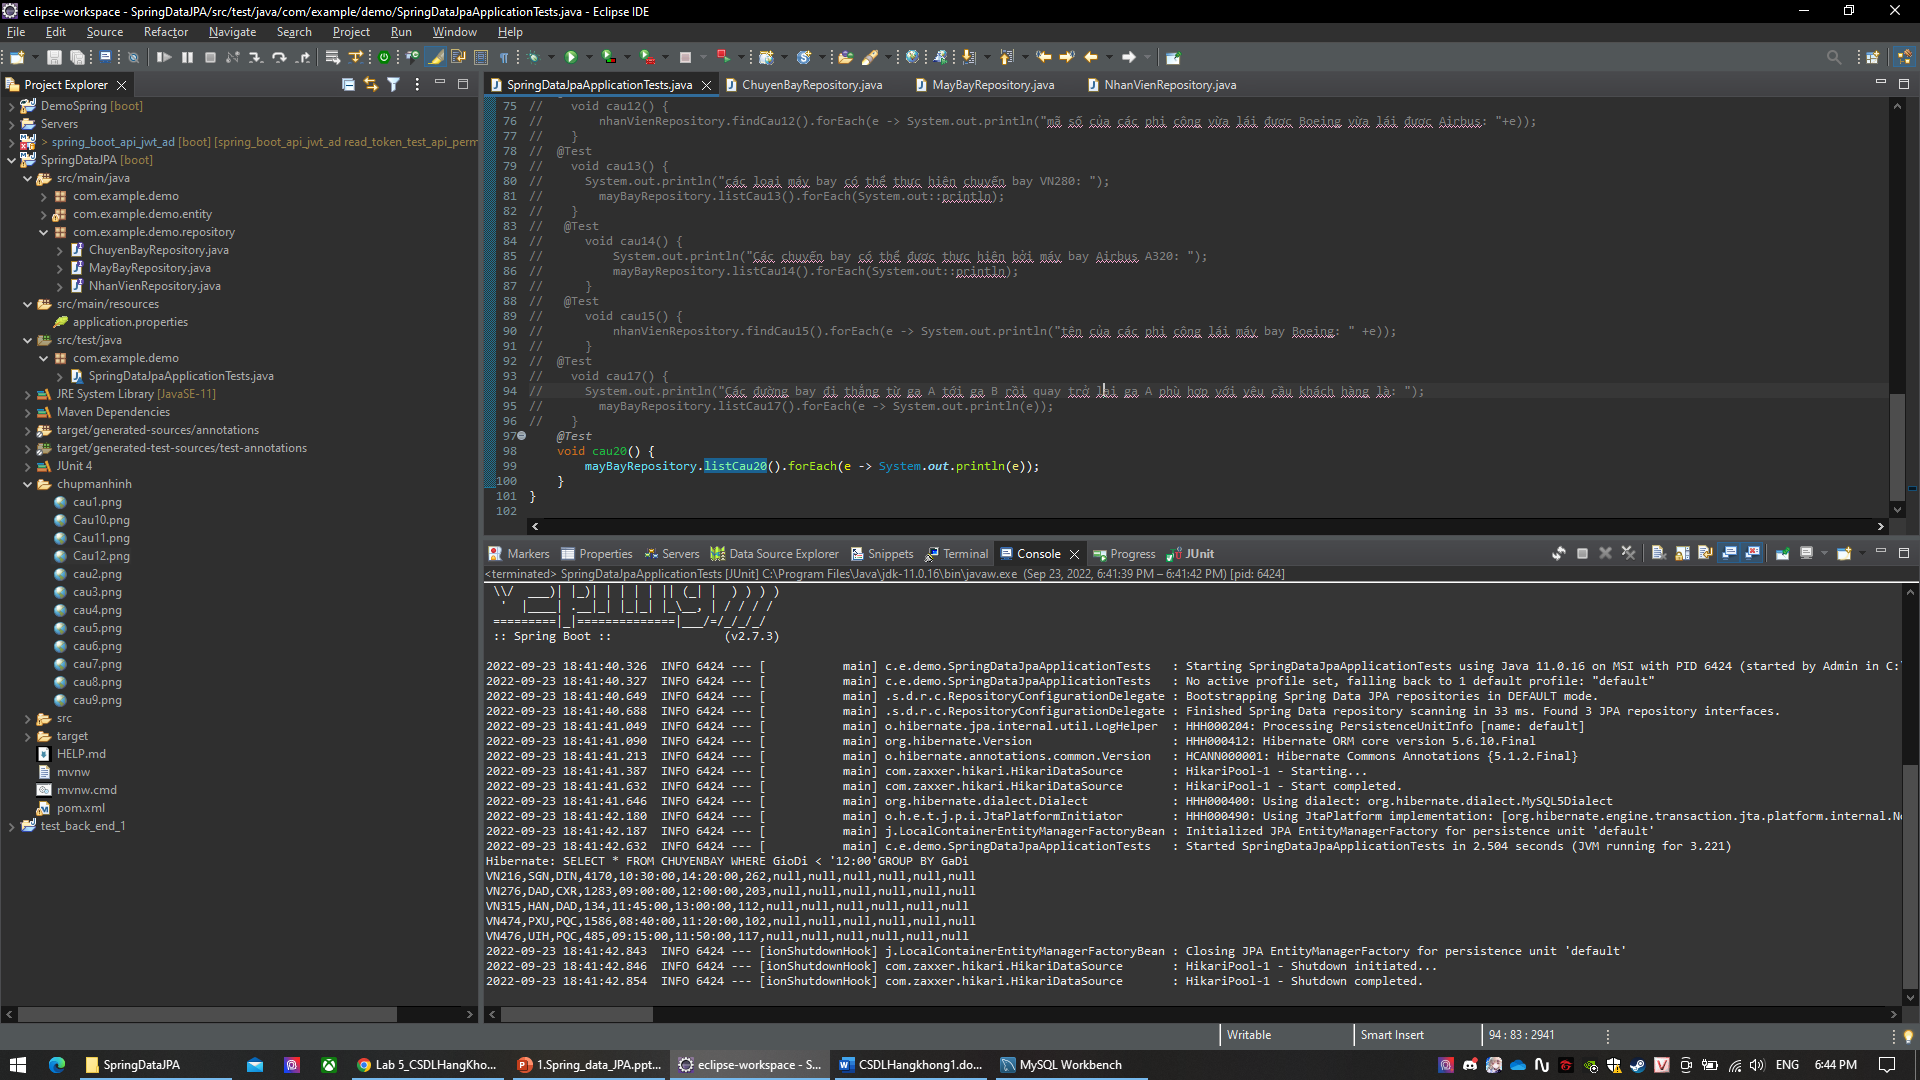 eclipse-workspace - SpringDataJPA/src/test/java/com/example/demo/SpringDataJpaApplicationTests.java - Eclipse IDE
File Edit Source Refactor Navigate Search Project Run Window Help
Project Explorer
DemoSpring [boot]
Servers
> spring_boot_api_jwt_ad [boot] [spring_boot_api_jwt_ad read_token_test_api_perm
SpringDataJPA [boot]
src/main/java
com.example.demo
com.example.demo.entity
com.example.demo.repository
ChuyenBayRepository.java
MayBayRepository.java
NhanVienRepository.java
src/main/resources
application.properties
src/test/java
com.example.demo
SpringDataJpaApplicationTests.java
JRE System Library [JavaSE-11]
Maven Dependencies
target/generated-sources/annotations
target/generated-test-sources/test-annotations
JUnit 4
chupmanhinh
cau1.png
Cau10.png
Cau11.png
Cau12.png
cau2.png
cau3.png
cau4.png
cau5.png
cau6.png
cau7.png
cau8.png
cau9.png
src
target
HELP.md
mvnw
mvnw.cmd
pom.xml
test_back_end_1
SpringDataJpaApplicationTests.java ChuyenBayRepository.java MayBayRepository.java NhanVienRepository.java
75 // void cau12() {
76 // nhanVienRepository.findCau12().forEach(e -> System.out.println("mã số của các phi công vừa lái được Boeing vừa lái được Airbus: "+e));
77 // }
78 // @Test
79 // void cau13() {
80 // System.out.println("các loại máy bay có thể thực hiện chuyến bay VN280: ");
81 // mayBayRepository.listCau13().forEach(System.out::println);
82 // }
83 // @Test
84 // void cau14() {
85 // System.out.println("Các chuyến bay có thể được thực hiện bởi máy bay Airbus A320: ");
86 // mayBayRepository.listCau14().forEach(System.out::println);
87 // }
88 // @Test
89 // void cau15() {
90 // nhanVienRepository.findCau15().forEach(e -> System.out.println("tên của các phi công lái máy bay Boeing: " +e));
91 // }
92 // @Test
93 // void cau17() {
94 // System.out.println("Các đường bay đi thẳng từ ga A tới ga B rồi quay trở lại ga A phù hợp với yêu cầu khách hàng là: ");
95 // mayBayRepository.listCau17().forEach(e -> System.out.println(e));
96 // }
97 @Test
98 void cau20() {
99 mayBayRepository.listCau20().forEach(e -> System.out.println(e));
100 }
101 }
102
Markers Properties Servers Data Source Explorer Snippets Terminal Console Progress JUnit
<terminated> SpringDataJpaApplicationTests [JUnit] C:\Program Files\Java\jdk-11.0.16\bin\javaw.exe (Sep 23, 2022, 6:41:39 PM – 6:41:42 PM) [pid: 6424]
\\/  ___)| |_)| | | | | || (_| |  ) ) ) )
'  |____| .__|_| |_|_| |_\__, | / / / /
=========|_|==============|___/=/_/_/_/
:: Spring Boot :: (v2.7.3)
2022-09-23 18:41:40.326 INFO 6424 --- [ main] c.e.demo.SpringDataJpaApplicationTests : Starting SpringDataJpaApplicationTests using Java 11.0.16 on MSI with PID 6424 (started by Admin in C:
2022-09-23 18:41:40.327 INFO 6424 --- [ main] c.e.demo.SpringDataJpaApplicationTests : No active profile set, falling back to 1 default profile: "default"
2022-09-23 18:41:40.649 INFO 6424 --- [ main] .s.d.r.c.RepositoryConfigurationDelegate : Bootstrapping Spring Data JPA repositories in DEFAULT mode.
2022-09-23 18:41:40.688 INFO 6424 --- [ main] .s.d.r.c.RepositoryConfigurationDelegate : Finished Spring Data repository scanning in 33 ms. Found 3 JPA repository interfaces.
2022-09-23 18:41:41.049 INFO 6424 --- [ main] o.hibernate.jpa.internal.util.LogHelper : HHH000204: Processing PersistenceUnitInfo [name: default]
2022-09-23 18:41:41.090 INFO 6424 --- [ main] org.hibernate.Version : HHH000412: Hibernate ORM core version 5.6.10.Final
2022-09-23 18:41:41.213 INFO 6424 --- [ main] o.hibernate.annotations.common.Version : HCANN000001: Hibernate Commons Annotations {5.1.2.Final}
2022-09-23 18:41:41.387 INFO 6424 --- [ main] com.zaxxer.hikari.HikariDataSource : HikariPool-1 - Starting...
2022-09-23 18:41:41.632 INFO 6424 --- [ main] com.zaxxer.hikari.HikariDataSource : HikariPool-1 - Start completed.
2022-09-23 18:41:41.646 INFO 6424 --- [ main] org.hibernate.dialect.Dialect : HHH000400: Using dialect: org.hibernate.dialect.MySQL5Dialect
2022-09-23 18:41:42.180 INFO 6424 --- [ main] o.h.e.t.j.p.i.JtaPlatformInitiator : HHH000490: Using JtaPlatform implementation: [org.hibernate.engine.transaction.jta.platform.internal.No
2022-09-23 18:41:42.187 INFO 6424 --- [ main] j.LocalContainerEntityManagerFactoryBean : Initialized JPA EntityManagerFactory for persistence unit 'default'
2022-09-23 18:41:42.632 INFO 6424 --- [ main] c.e.demo.SpringDataJpaApplicationTests : Started SpringDataJpaApplicationTests in 2.504 seconds (JVM running for 3.221)
Hibernate: SELECT * FROM CHUYENBAY WHERE GioDi < '12:00'GROUP BY GaDi
VN216,SGN,DIN,4170,10:30:00,14:20:00,262,null,null,null,null,null
VN276,DAD,CXR,1283,09:00:00,12:00:00,203,null,null,null,null,null
VN315,HAN,DAD,134,11:45:00,13:00:00,112,null,null,null,null,null
VN474,PXU,PQC,1586,08:40:00,11:20:00,102,null,null,null,null,null
VN476,UIH,PQC,485,09:15:00,11:50:00,117,null,null,null,null,null
2022-09-23 18:41:42.843 INFO 6424 --- [ionShutdownHook] j.LocalContainerEntityManagerFactoryBean : Closing JPA EntityManagerFactory for persistence unit 'default'
2022-09-23 18:41:42.846 INFO 6424 --- [ionShutdownHook] com.zaxxer.hikari.HikariDataSource : HikariPool-1 - Shutdown initiated...
2022-09-23 18:41:42.854 INFO 6424 --- [ionShutdownHook] com.zaxxer.hikari.HikariDataSource : HikariPool-1 - Shutdown completed.
Writable Smart Insert 94 : 83 : 2941
SpringDataJPA Lab 5_CSDLHangKho... 1.Spring_data_JPA.ppt... eclipse-workspace - S... CSDLHangkhong1.do... MySQL Workbench ENG 6:44 PM